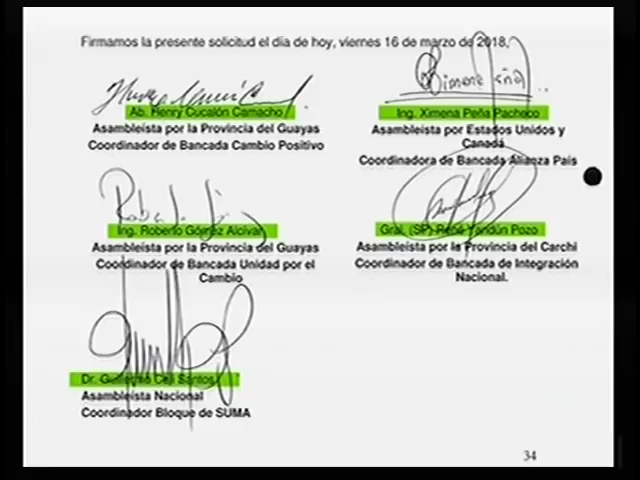 Firmamos la presente solicitud el día de hoy, viernes 16 de marzo de 2018,
Ab. Henry Cucalón Camacho
Asambleísta por la Provincia del Guayas
Coordinador de Bancada Cambio Positivo
Ing. Ximena Peña Pacheco
Asambleísta por Estados Unidos y
Canadá
Coordinadora de Bancada Alianza País
Ing. Roberto Gómez Alcívar
Asambleísta por la Provincia del Guayas
Coordinador de Bancada Unidad por el
Cambio
Gral. (SP) René Yandún Pozo
Asambleísta por la Provincia del Carchi
Coordinador de Bancada de Integración
Nacional.
Dr. Guillermo Celi Santos
Asambleísta Nacional
Coordinador Bloque de SUMA
34